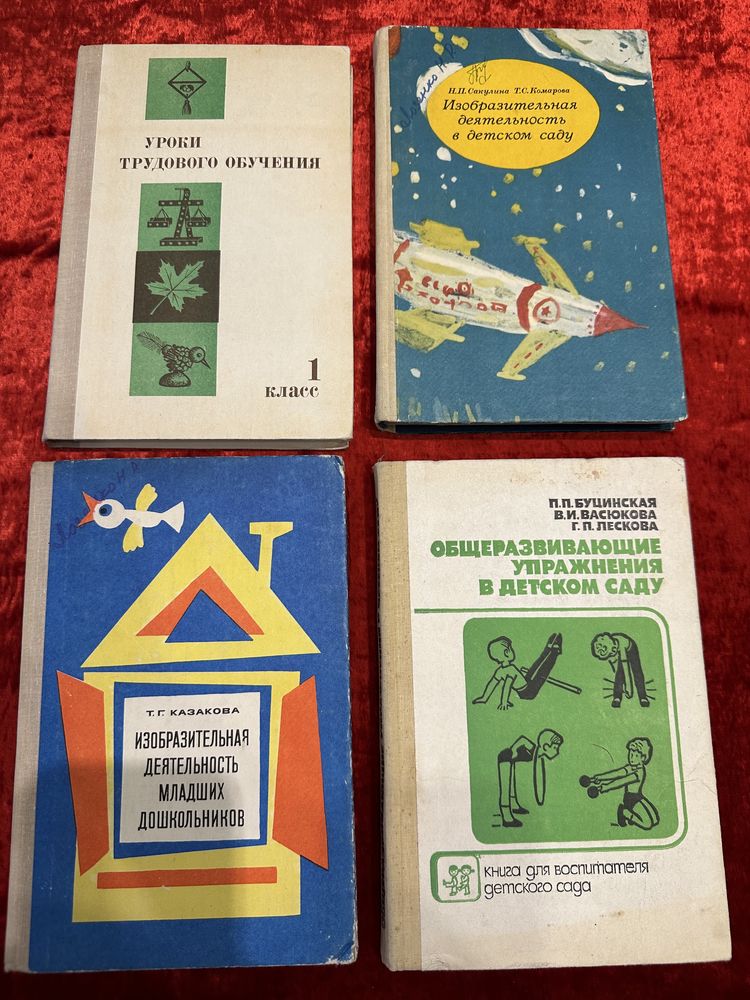 УРОКИ
ТРУДОВОГО ОБУЧЕНИЯ
1
класс
Н.П. Сакулина Т.С. Комарова
Изобразительная
деятельность
в детском саду
Т. Г. КАЗАКОВА
ИЗОБРАЗИТЕЛЬНАЯ
ДЕЯТЕЛЬНОСТЬ
МЛАДШИХ
ДОШКОЛЬНИКОВ
П.П.БУЦИНСКАЯ
В.И.ВАСЮКОВА
Г.П.ЛЕСКОВА
ОБЩЕРАЗВИВАЮЩИЕ
УПРАЖНЕНИЯ
В ДЕТСКОМ САДУ
книга для воспитателя
детского сада